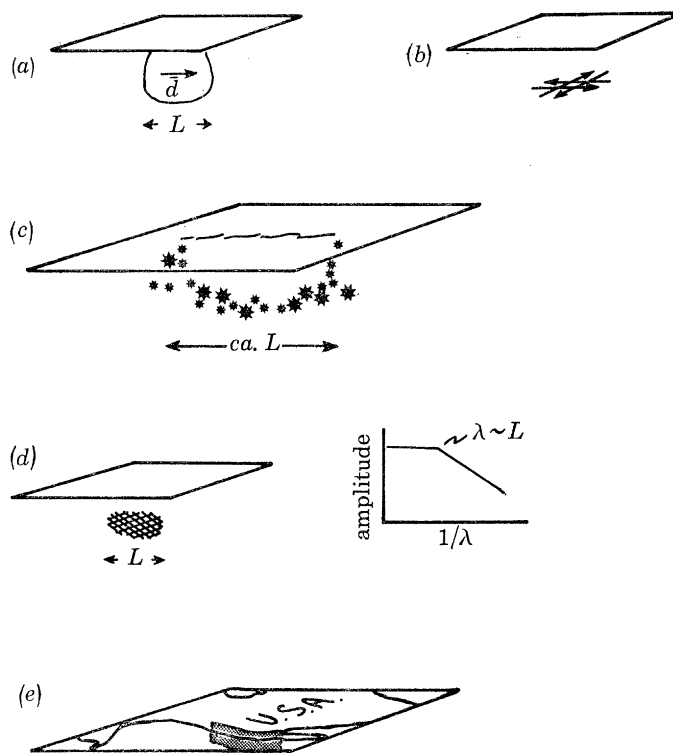 (a)
d̄
L
(b)
(c)
ca. L
(d)
L
amplitude
λ~L
1/λ
(e)
U.S.A.